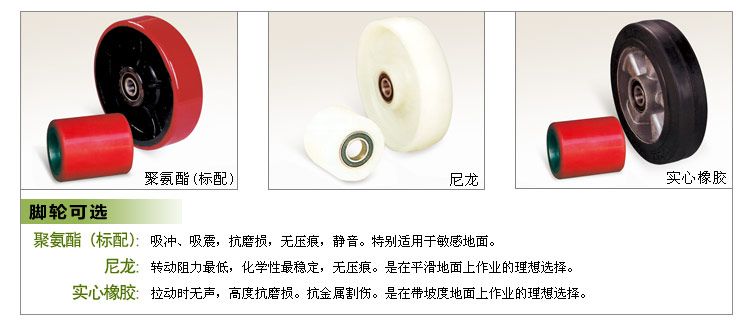 聚氨酯(标配)
尼龙
实心橡胶
脚轮可选
聚氨酯（标配）：吸冲、吸震，抗磨损，无压痕，静音。特别适用于敏感地面。
尼龙：转动阻力最低，化学性最稳定，无压痕。是在平滑地面上作业的理想选择。
实心橡胶：拉动时无声，高度抗磨损。抗金属割伤。是在带坡度地面上作业的理想选择。